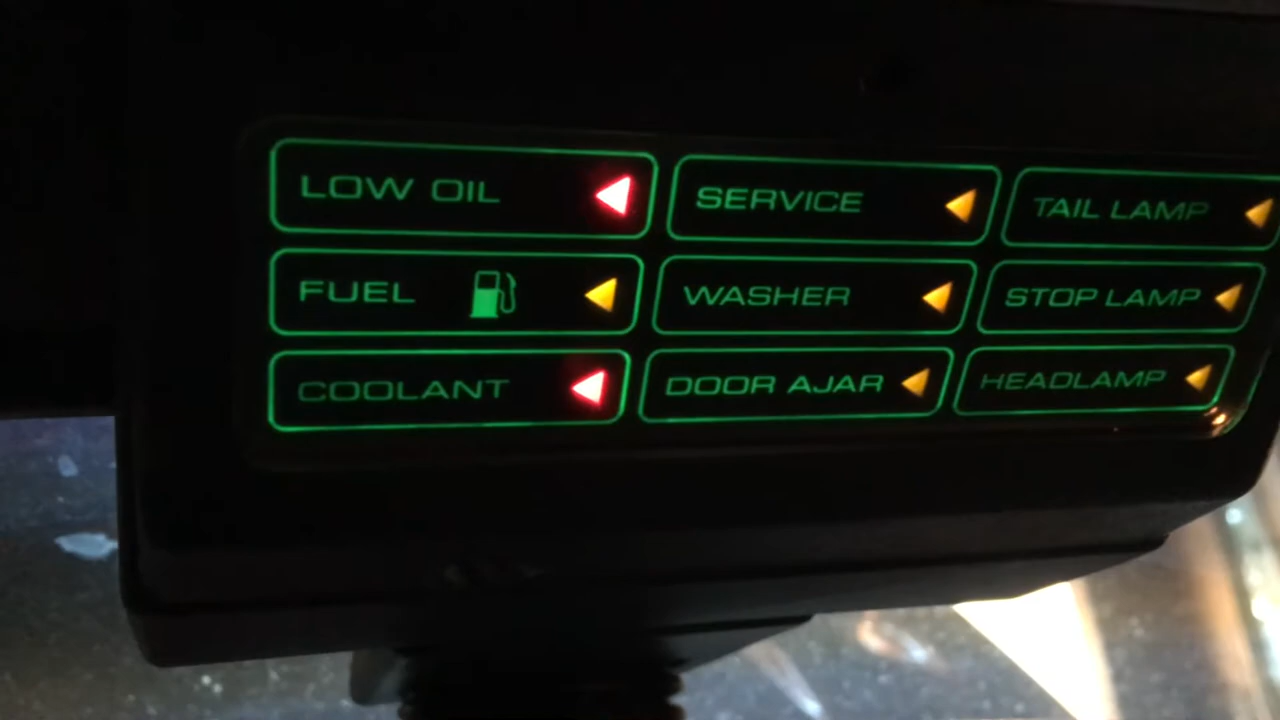 LOW OIL
SERVICE
TAIL LAMP
FUEL
WASHER
STOP LAMP
COOLANT
DOOR AJAR
HEADLAMP